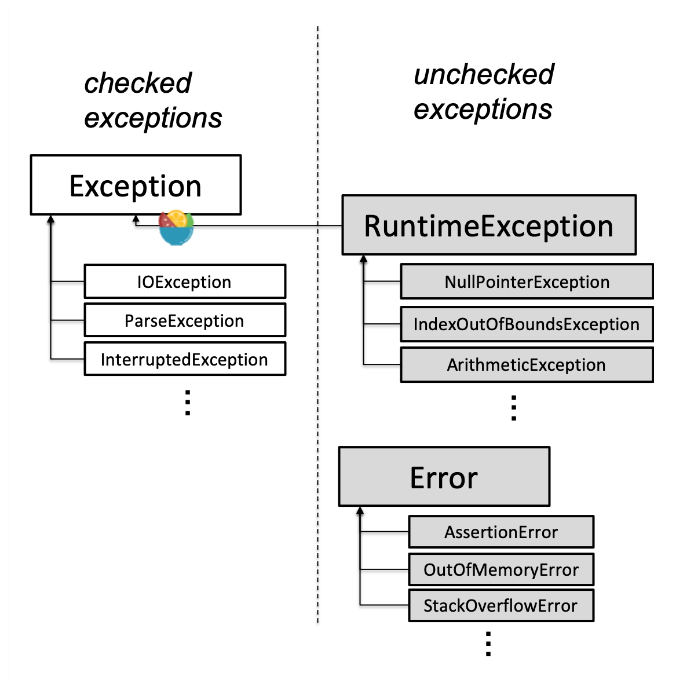 checked
exceptions
unchecked
exceptions
Exception
IOException
ParseException
InterruptedException
⋮
RuntimeException
NullPointerException
IndexOutOfBoundsException
ArithmeticException
⋮
Error
AssertionError
OutOfMemoryError
StackOverflowError
⋮